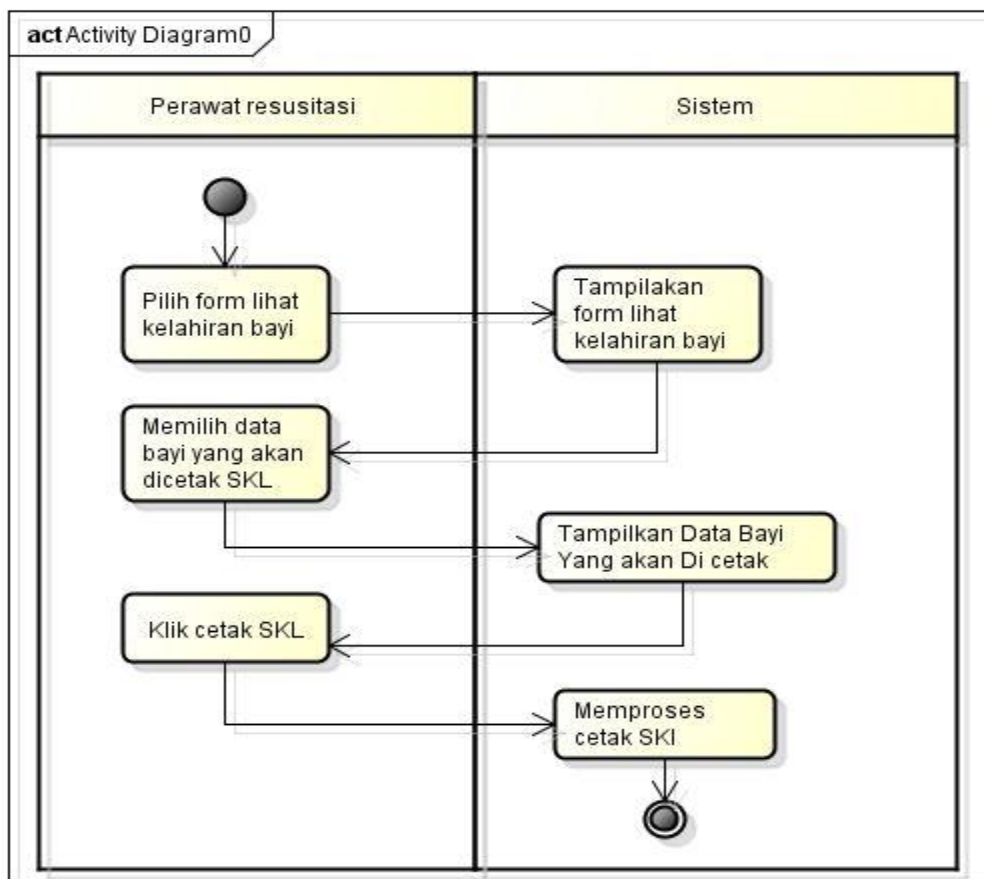 act Activity Diagram0
Perawat resusitasi
Sistem
Pilih form lihat
kelahiran bayi
Tampilakan
form lihat
kelahiran bayi
Memilih data
bayi yang akan
dicetak SKL
Tampilkan Data Bayi
Yang akan Di cetak
Klik cetak SKL
Memproses
cetak SKl